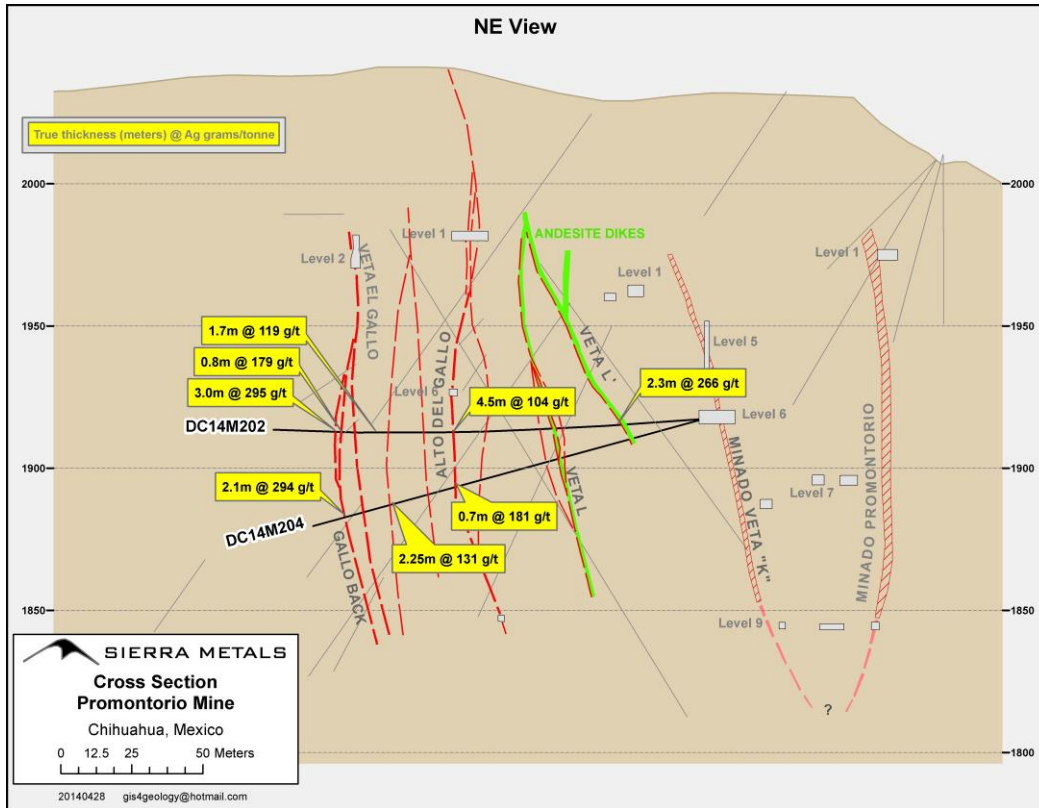 NE View
True thickness (meters) @ Ag grams/tonne
2000
2000
Level 1
ANDESITE DIKES
Level 2
VETA EL GALLO
Level 1
Level 1
1950
1950
1.7m @ 119 g/t
0.8m @ 179 g/t
3.0m @ 295 g/t
ALTO DEL GALLO
VETA L'
Level 5
Level 6
4.5m @ 104 g/t
2.3m @ 266 g/t
DC14M202
Level 6
1900
1900
2.1m @ 294 g/t
0.7m @ 181 g/t
VETA L
MINADO VETA "K"
Level 7
MINADO PROMONTORIO
DC14M204
2.25m @ 131 g/t
GALLO BACK
1850
1850
Level 9
?
1800
SIERRA METALS
Cross Section
Promontorio Mine
Chihuahua, Mexico
0 12.5 25 50 Meters
20140428 gis4geology@hotmail.com